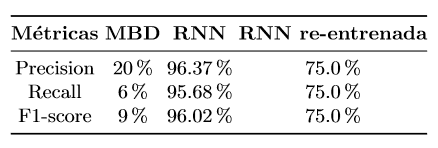 Métricas MBD RNN RNN re-entrenada
Precision 20 % 96.37 % 75.0 %
Recall 6 % 95.68 % 75.0 %
F1-score 9 % 96.02 % 75.0 %